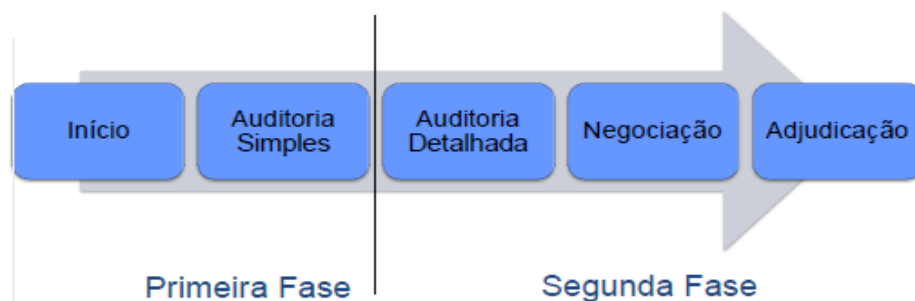 Início
Auditoria
Simples
Auditoria
Detalhada
Negociação
Adjudicação
Primeira Fase
Segunda Fase